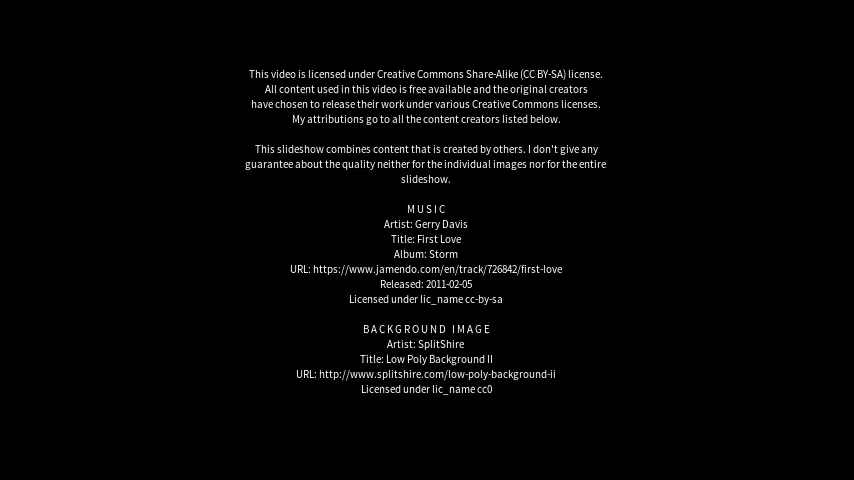 This video is licensed under Creative Commons Share-Alike (CC BY-SA) license.
All content used in this video is free available and the original creators
have chosen to release their work under various Creative Commons licenses.
My attributions go to all the content creators listed below.
This slideshow combines content that is created by others. I don't give any
guarantee about the quality neither for the individual images nor for the entire
slideshow.
MUSIC
Artist: Gerry Davis
Title: First Love
Album: Storm
URL: https://www.jamendo.com/en/track/726842/first-love
Released: 2011-02-05
Licensed under lic_name cc-by-sa
BACKGROUND IMAGE
Artist: SplitShire
Title: Low Poly Background II
URL: http://www.splitshire.com/low-poly-background-ii
Licensed under lic_name cc0